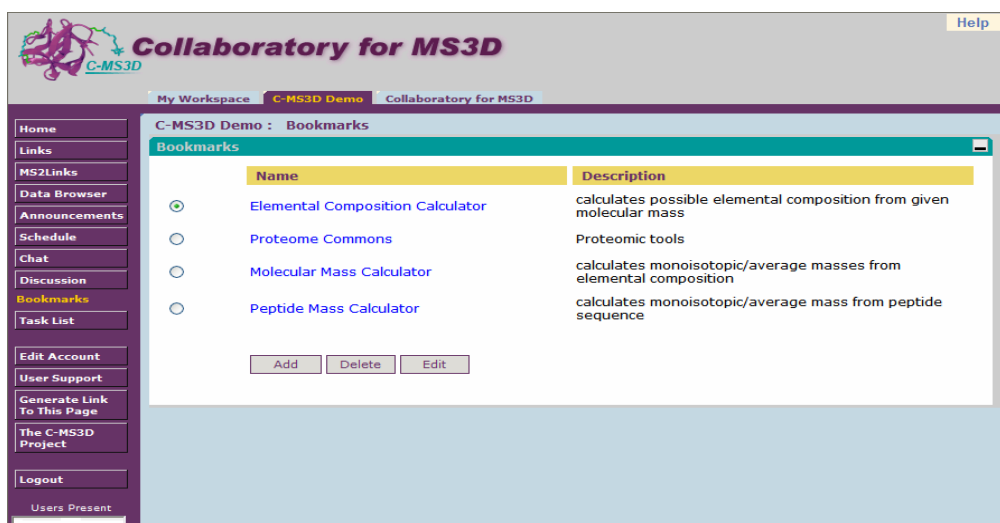 Help
Collaboratory for MS3D
C-MS3D
My Workspace C-MS3D Demo Collaboratory for MS3D
Home
Links
MS2Links
Data Browser
Announcements
Schedule
Chat
Discussion
Bookmarks
Task List
Edit Account
User Support
Generate Link
To This Page
The C-MS3D
Project
Logout
Users Present
C-MS3D Demo : Bookmarks
Bookmarks
Name Description
Elemental Composition Calculator
calculates possible elemental composition from given
molecular mass
Proteome Commons Proteomic tools
Molecular Mass Calculator
calculates monoisotopic/average masses from
elemental composition
Peptide Mass Calculator
calculates monoisotopic/average mass from peptide
sequence
Add Delete Edit